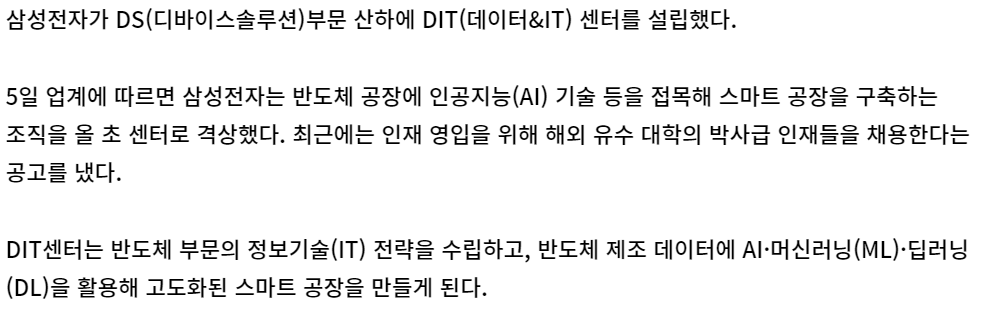 삼성전자가 DS(디바이스솔루션)부문 산하에 DIT(데이터&IT) 센터를 설립했다.
5일 업계에 따르면 삼성전자는 반도체 공장에 인공지능(AI) 기술 등을 접목해 스마트 공장을 구축하는
조직을 올 초 센터로 격상했다. 최근에는 인재 영입을 위해 해외 유수 대학의 박사급 인재들을 채용한다는
공고를 냈다.
DIT센터는 반도체 부문의 정보기술(IT) 전략을 수립하고, 반도체 제조 데이터에 AI·머신러닝(ML)·딥러닝
(DL)을 활용해 고도화된 스마트 공장을 만들게 된다.